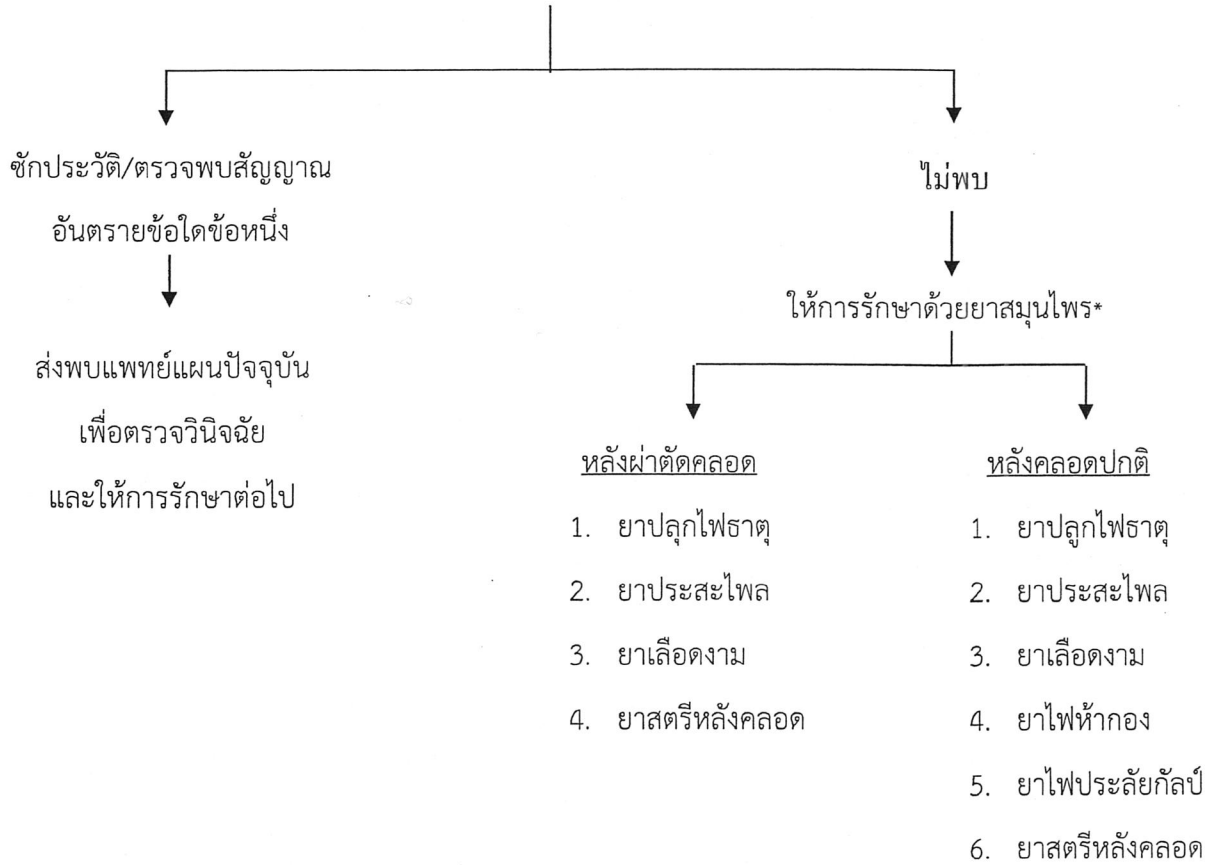 ซักประวัติ/ตรวจพบสัญญาณ
อันตรายข้อใดข้อหนึ่ง
ส่งพบแพทย์แผนปัจจุบัน
เพื่อตรวจวินิจฉัย
และให้การรักษาต่อไป
ไม่พบ
ให้การรักษาด้วยยาสมุนไพร*
หลังผ่าตัดคลอด
1. ยาปลุกไฟธาตุ
2. ยาประสะไพล
3. ยาเลือดงาม
4. ยาสตรีหลังคลอด
หลังคลอดปกติ
1. ยาปลูกไฟธาตุ
2. ยาประสะไพล
3. ยาเลือดงาม
4. ยาไฟห้ากอง
5. ยาไฟประลัยกัลป์
6. ยาสตรีหลังคลอด